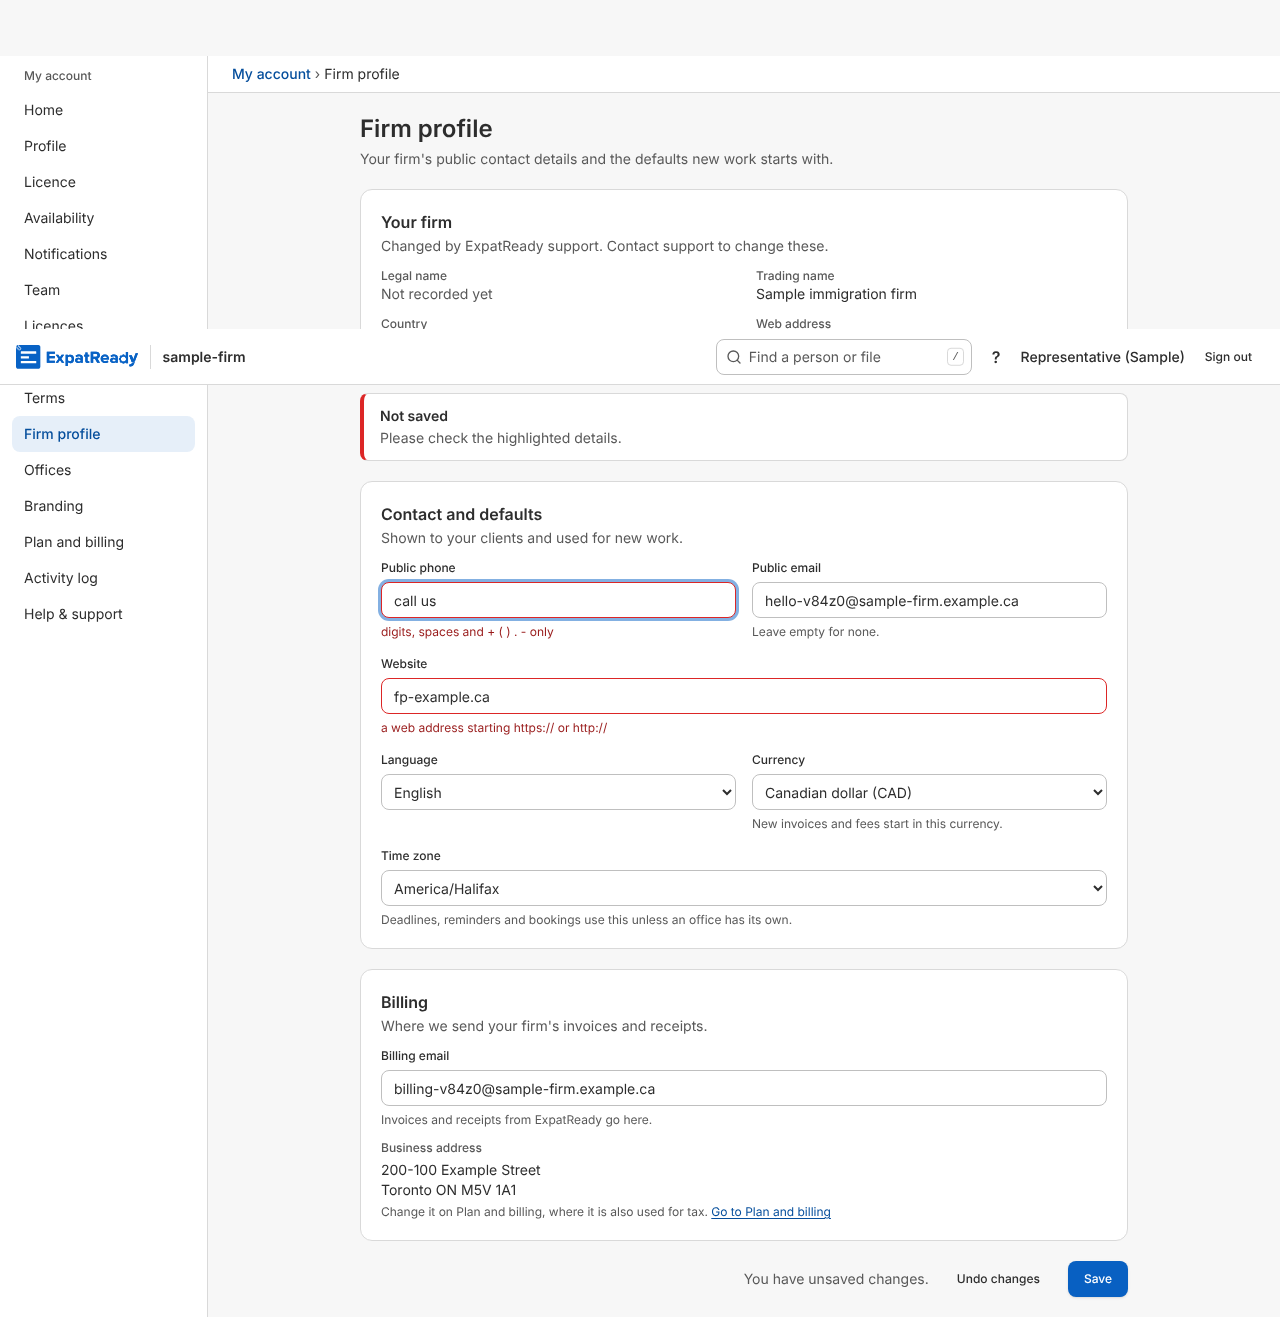 My account
Home
Profile
Licence
Availability
Notifications
Team
Licences
My account › Firm profile
Firm profile
Your firm's public contact details and the defaults new work starts with.
Your firm
Changed by ExpatReady support. Contact support to change these.
Legal name
Not recorded yet
Trading name
Sample immigration firm
Country
Web address
ExpatReady
sample-firm
Find a person or file
/
?
Representative (Sample)
Sign out
Terms
Firm profile
Offices
Branding
Plan and billing
Activity log
Help & support
Not saved
Please check the highlighted details.
Contact and defaults
Shown to your clients and used for new work.
Public phone
call us
digits, spaces and + ( ) . - only
Public email
hello-v84z0@sample-firm.example.ca
Leave empty for none.
Website
fp-example.ca
a web address starting https:// or http://
Language
English
Currency
Canadian dollar (CAD)
New invoices and fees start in this currency.
Time zone
America/Halifax
Deadlines, reminders and bookings use this unless an office has its own.
Billing
Where we send your firm's invoices and receipts.
Billing email
billing-v84z0@sample-firm.example.ca
Invoices and receipts from ExpatReady go here.
Business address
200-100 Example Street
Toronto ON M5V 1A1
Change it on Plan and billing, where it is also used for tax. Go to Plan and billing
You have unsaved changes.
Undo changes
Save